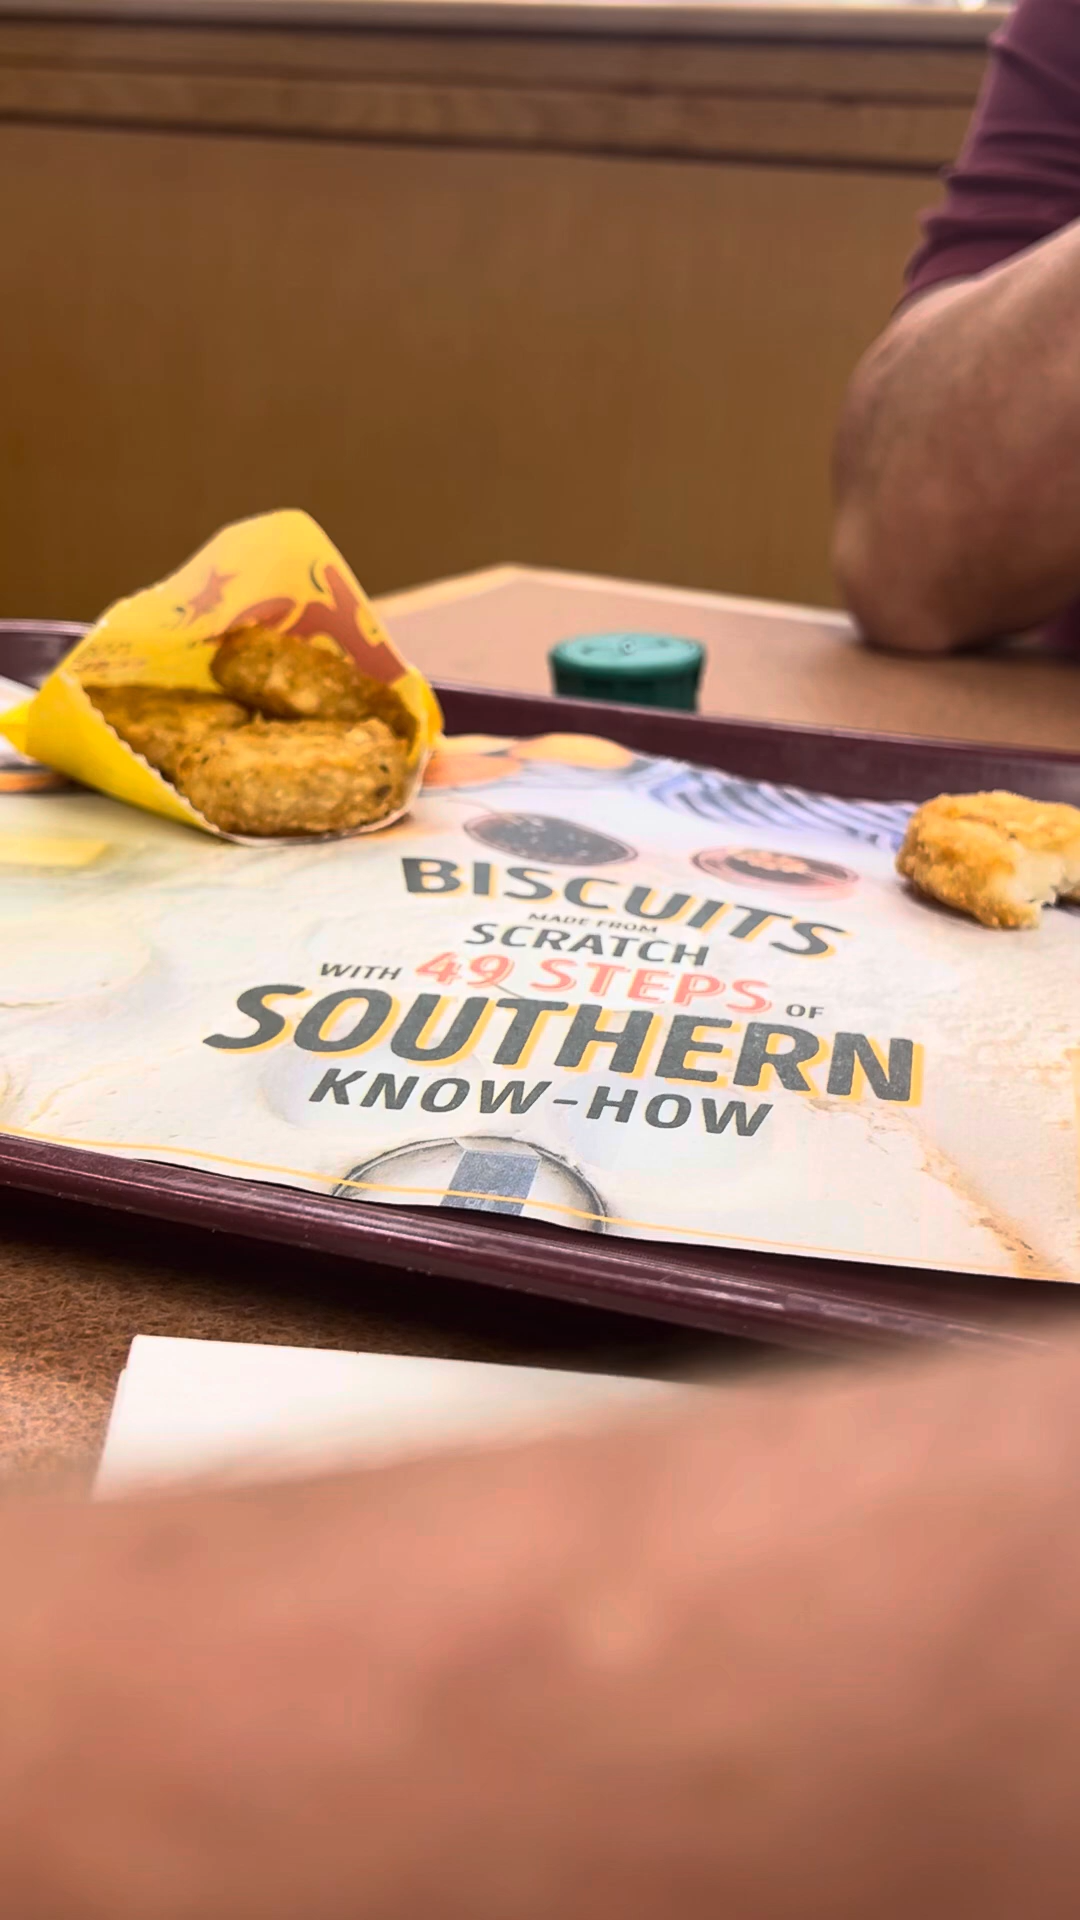 BISCUITS
MADE FROM
SCRATCH
WITH 49 STEPS OF
SOUTHERN
KNOW-HOW